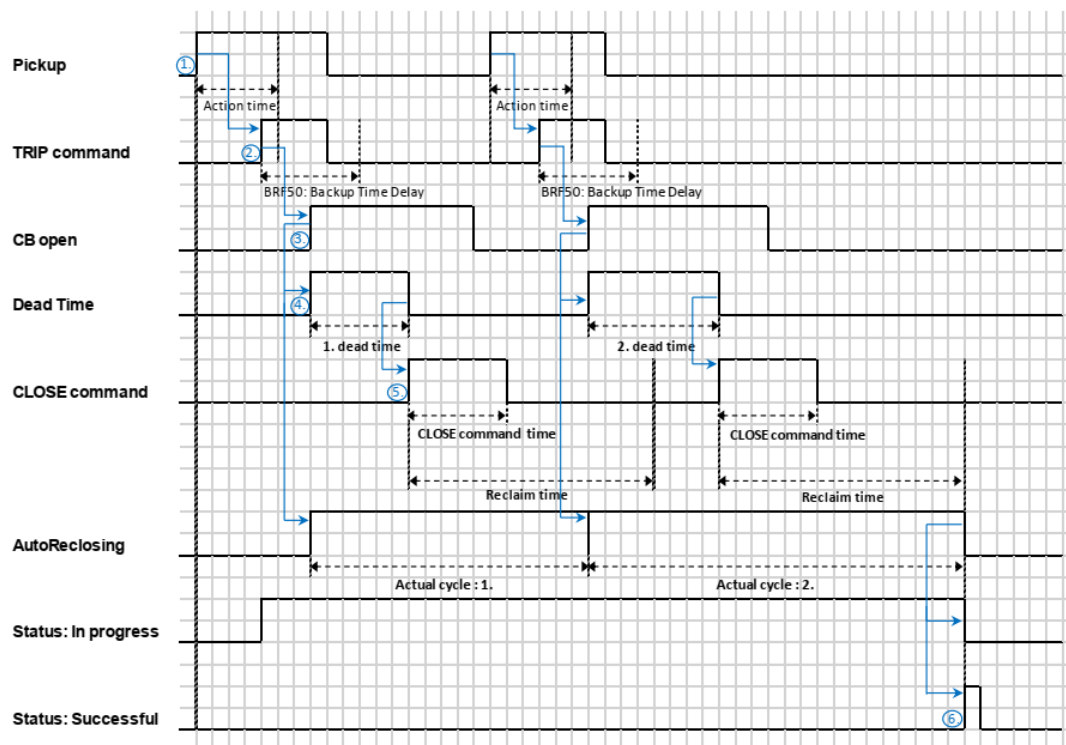 Pickup
1.
Action time
Action time
TRIP command
2.
BRF50: Backup Time Delay
BRF50: Backup Time Delay
CB open
3.
Dead Time
4.
1. dead time
2. dead time
CLOSE command
5.
CLOSE command time
CLOSE command time
Reclaim time
Reclaim time
AutoReclosing
Actual cycle : 1.
Actual cycle : 2.
Status: In progress
Status: Successful
6.